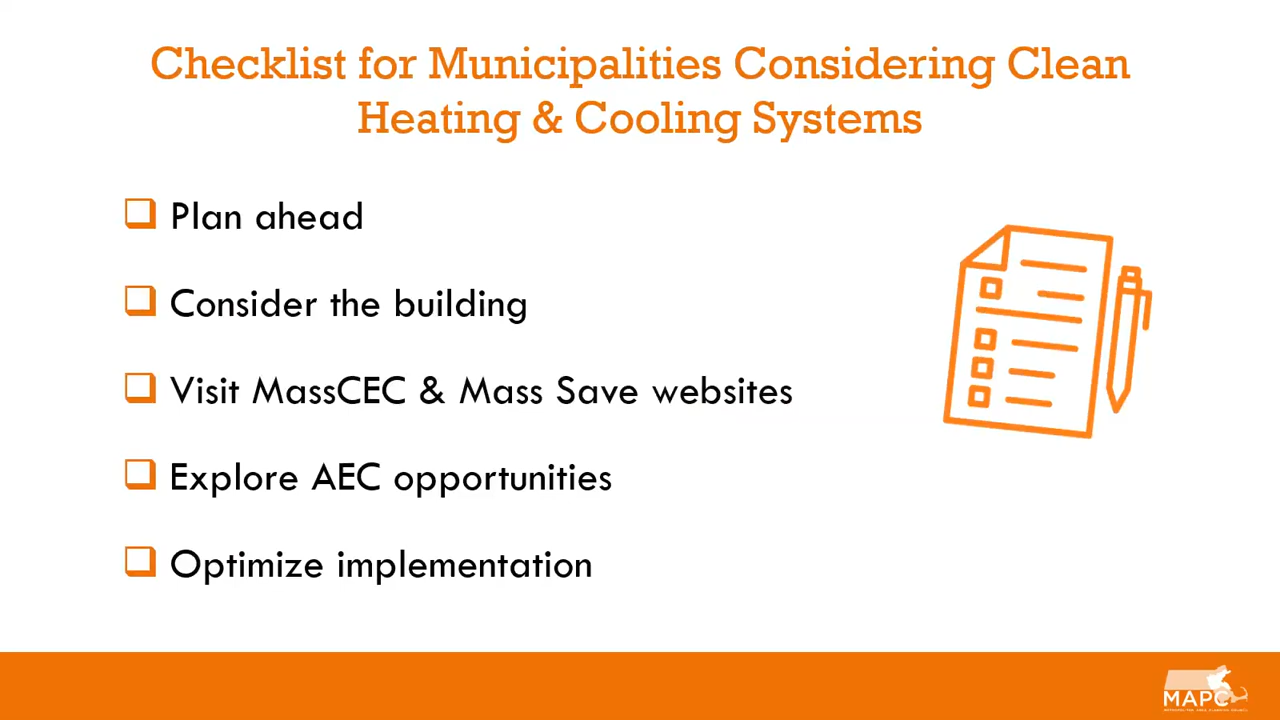 Checklist for Municipalities Considering Clean
Heating & Cooling Systems
Plan ahead
Consider the building
Visit MassCEC & Mass Save websites
Explore AEC opportunities
Optimize implementation
MAPC